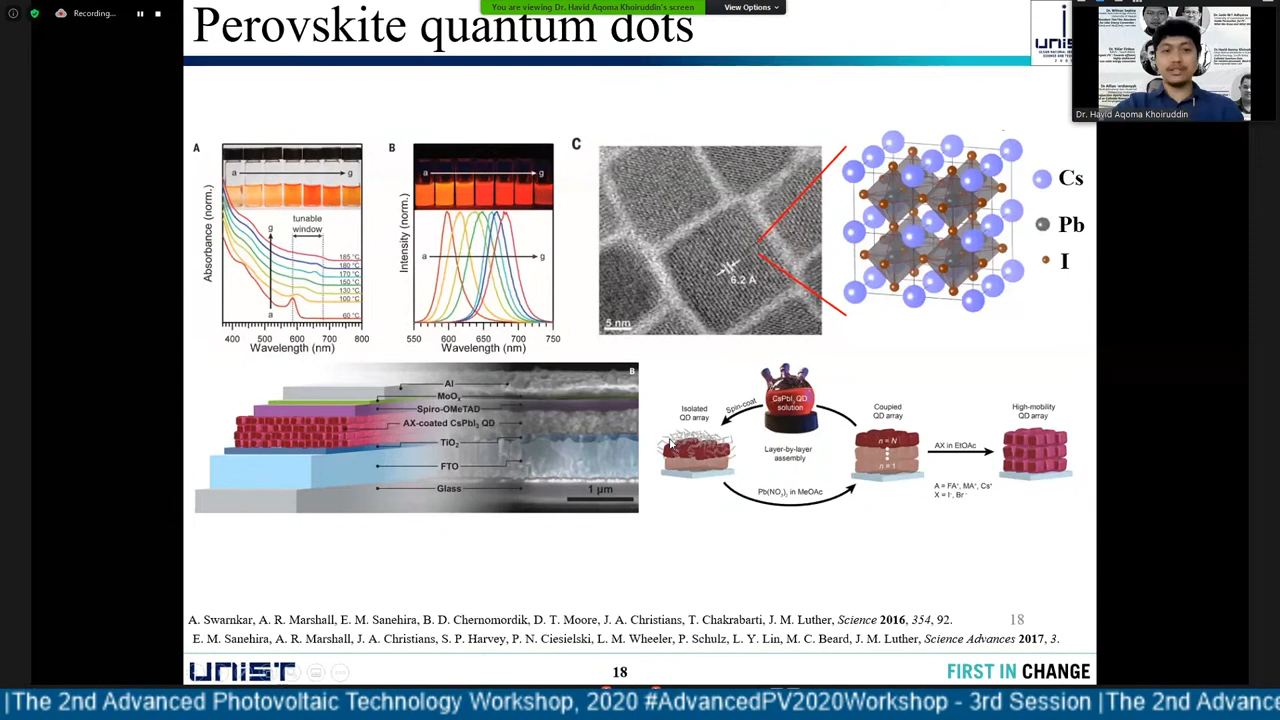 Recording...
You are viewing Dr. Havid Aqoma Khoiruddin's screen
View Options
Perovskite quantum dots
Dr. Havid Aqoma Khoiruddin
A
a
g
tunable
window
g
a
185 °C
180 °C
170 °C
150 °C
130 °C
100 °C
60 °C
Absorbance (norm.)
400 500 600 700 800
Wavelength (nm)
B
a
g
a
g
Intensity (norm.)
550 600 650 700 750
Wavelength (nm)
C
6.2 Å
5 nm
Cs
Pb
I
B
Al
MoOₓ
Spiro-OMeTAD
AX-coated CsPbI₃ QD
TiO₂
FTO
Glass
1 μm
Isolated
QD array
Spin-coat
CsPbI₃ QD
solution
Layer-by-layer
assembly
Pb(NO₃)₂ in MeOAc
Coupled
QD array
n = N
n = 1
AX in EtOAc
A = FA⁺, MA⁺, Cs⁺
X = I⁻, Br⁻
High-mobility
QD array
A. Swarnkar, A. R. Marshall, E. M. Sanehira, B. D. Chernomordik, D. T. Moore, J. A. Christians, T. Chakrabarti, J. M. Luther, Science 2016, 354, 92.
18
E. M. Sanehira, A. R. Marshall, J. A. Christians, S. P. Harvey, P. N. Ciesielski, L. M. Wheeler, P. Schulz, L. Y. Lin, M. C. Beard, J. M. Luther, Science Advances 2017, 3.
UNIST
18
FIRST IN CHANGE
|The 2nd Advanced Photovoltaic Technology Workshop, 2020 #AdvancedPV2020Workshop - 3rd Session |The 2nd Advanc